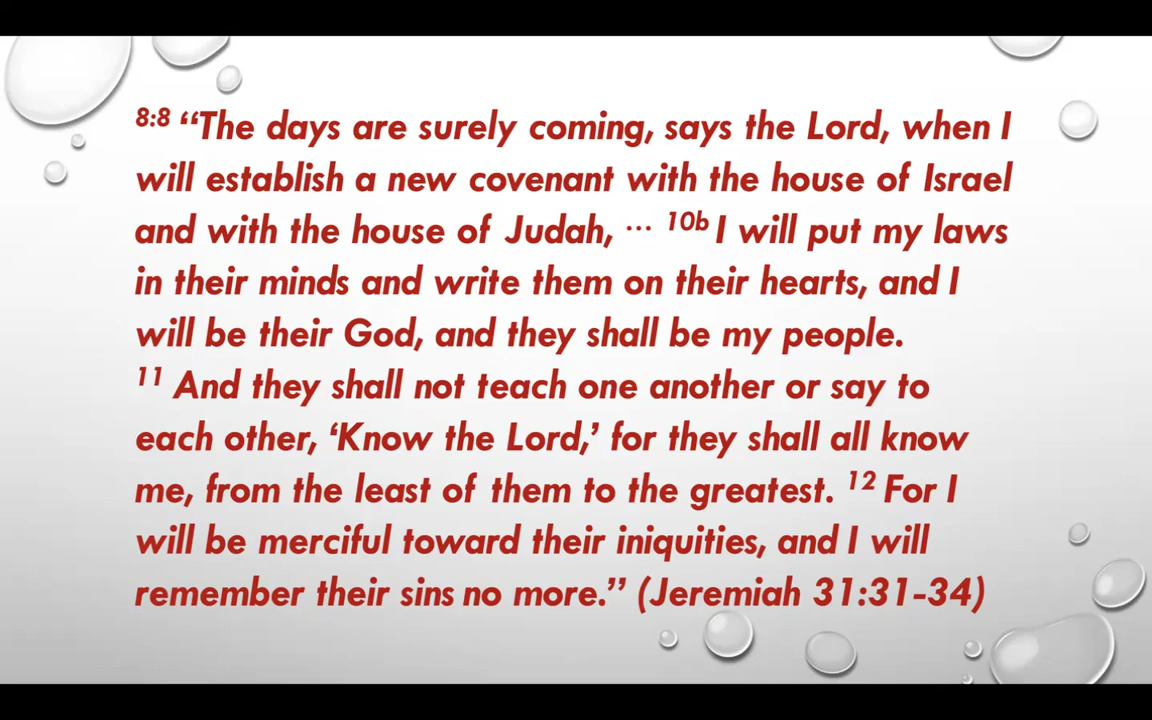 8:8 “The days are surely coming, says the Lord, when I
will establish a new covenant with the house of Israel
and with the house of Judah, ... 10b I will put my laws
in their minds and write them on their hearts, and I
will be their God, and they shall be my people.
11 And they shall not teach one another or say to
each other, ‘Know the Lord,’ for they shall all know
me, from the least of them to the greatest. 12 For I
will be merciful toward their iniquities, and I will
remember their sins no more.” (Jeremiah 31:31-34)